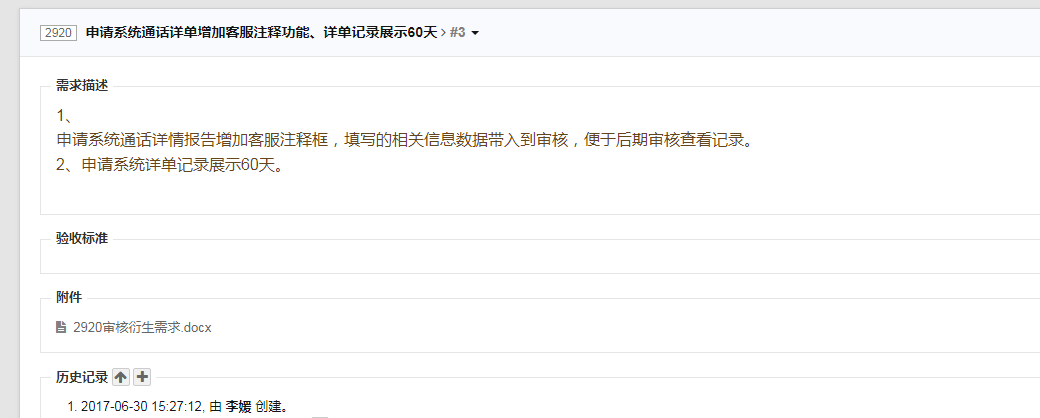 2920 申请系统通话详单增加客服注释功能、详单记录展示60天 > #3
需求描述
1、
申请系统通话详情报告增加客服注释框，填写的相关信息数据带入到审核，便于后期审核查看记录。
2、申请系统详单记录展示60天。
验收标准
附件
2920审核衍生需求.docx
历史记录
1. 2017-06-30 15:27:12, 由 李媛 创建。